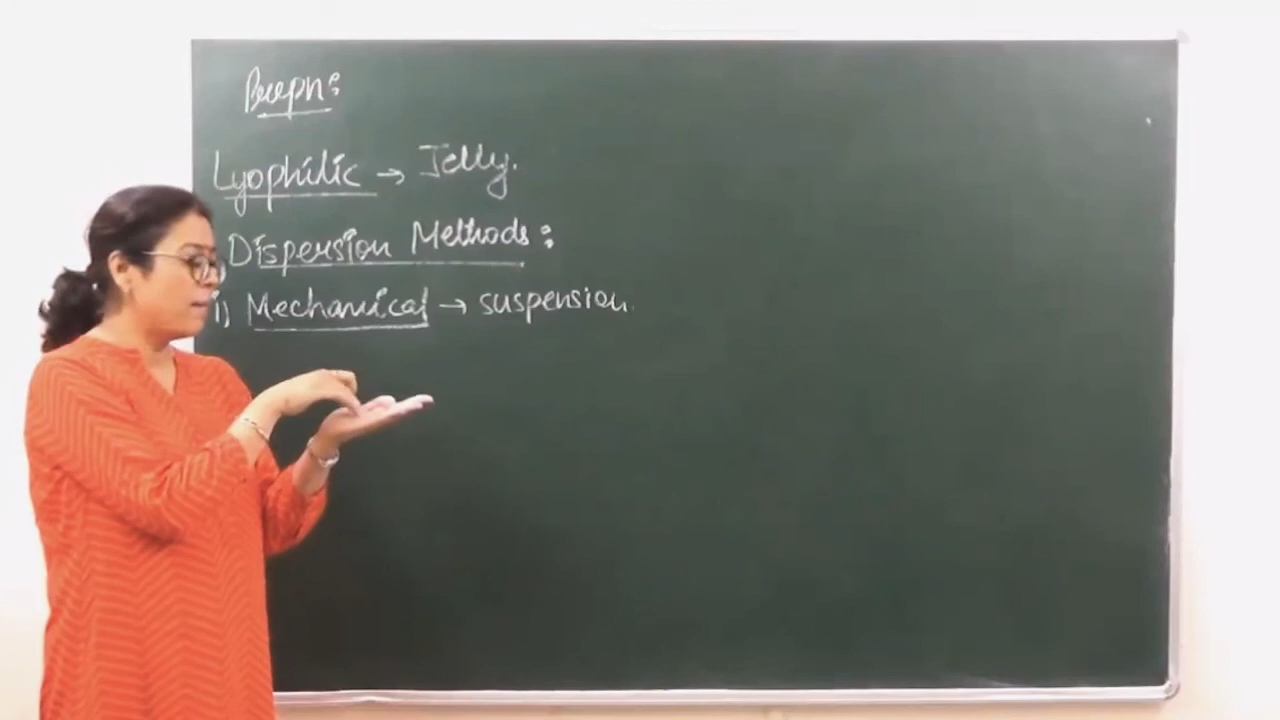 Prepn:
Lyophilic → Jelly.
Dispersion Methods:
i) Mechanical → suspension.